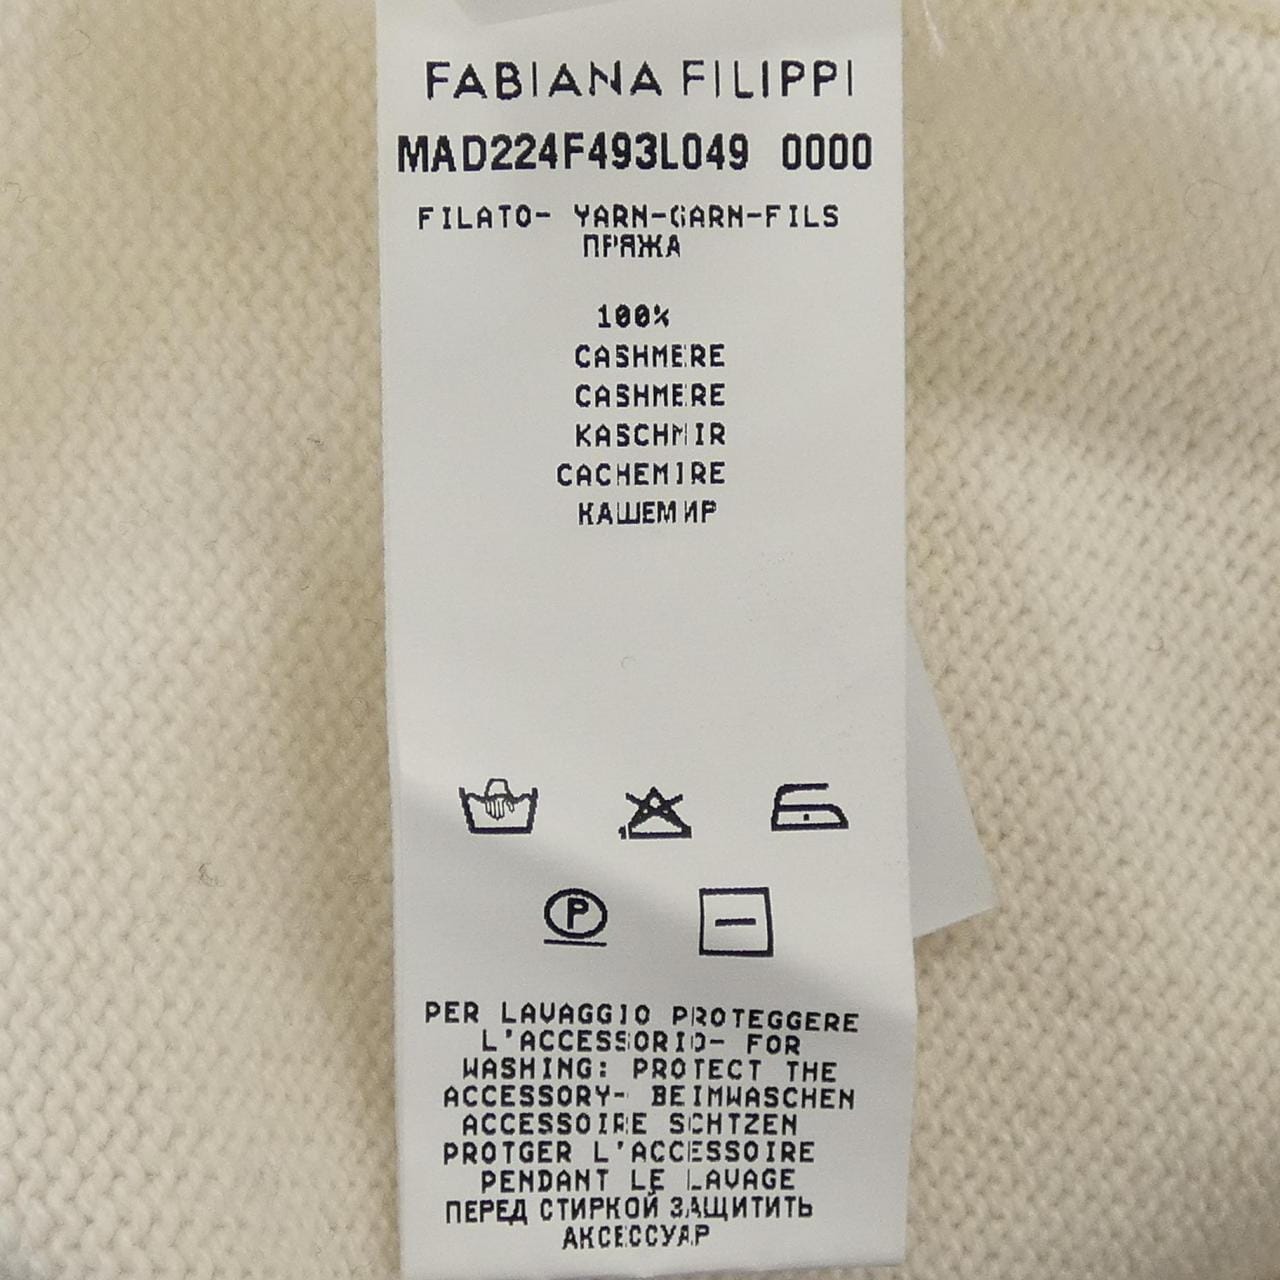 FABIANA FILIPPI
MAD224F493L049 0000
FILATO- YARN-GARN-FILS
ПРЯЖА
100%
CASHMERE
CASHMERE
KASCHMIR
CACHEMIRE
КАШЕМИР
P
PER LAVAGGIO PROTEGGERE
L'ACCESSORIO- FOR
WASHING: PROTECT THE
ACCESSORY- BEIMWASCHEN
ACCESSOIRE SCHTZEN
PROTGER L'ACCESSOIRE
PENDANT LE LAVAGE
ПЕРЕД СТИРКОЙ ЗАЩИТИТЬ
АКСЕССУАР